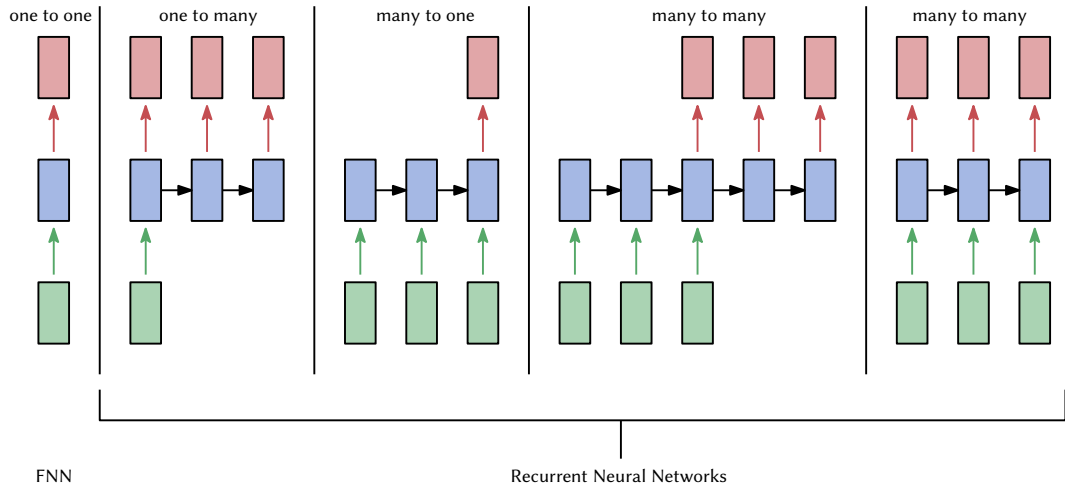 one to one
one to many
many to one
many to many
many to many
FNN
Recurrent Neural Networks